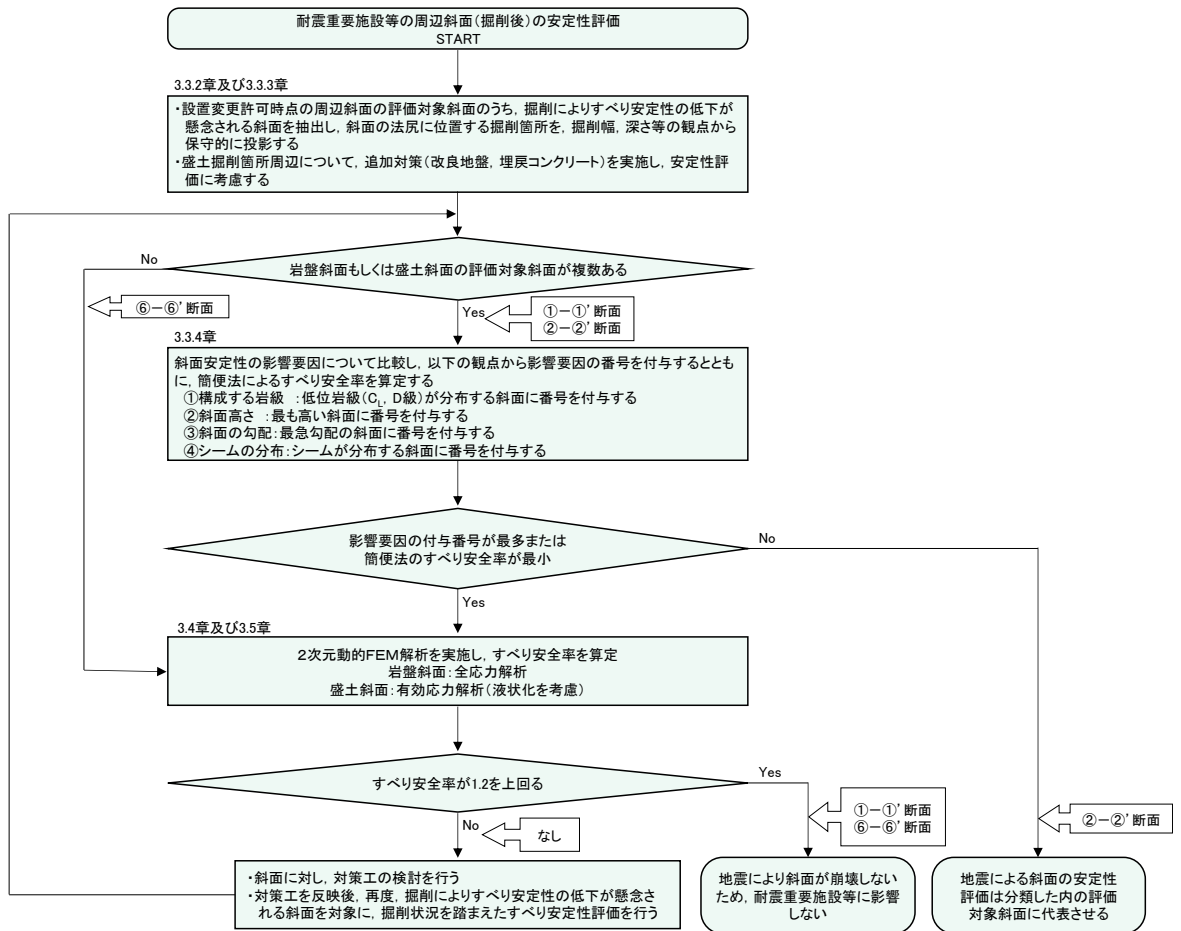 耐震重要施設等の周辺斜面(掘削後)の安定性評価
START
3.3.2章及び3.3.3章
・設置変更許可時点の周辺斜面の評価対象斜面のうち，掘削によりすべり安定性の低下が
懸念される斜面を抽出し，斜面の法尻に位置する掘削箇所を，掘削幅，深さ等の観点から
保守的に投影する
・盛土掘削箇所周辺について，追加対策(改良地盤，埋戻コンクリート)を実施し，安定性評
価に考慮する
岩盤斜面もしくは盛土斜面の評価対象斜面が複数ある
No
⑥－⑥’断面
Yes
①－①’断面
②－②’断面
3.3.4章
斜面安定性の影響要因について比較し，以下の観点から影響要因の番号を付与するととも
に，簡便法によるすべり安全率を算定する
①構成する岩級 ：低位岩級(CL，D級)が分布する斜面に番号を付与する
②斜面高さ ：最も高い斜面に番号を付与する
③斜面の勾配：最急勾配の斜面に番号を付与する
④シームの分布：シームが分布する斜面に番号を付与する
影響要因の付与番号が最多または
簡便法のすべり安全率が最小
No
Yes
3.4章及び3.5章
２次元動的ＦＥＭ解析を実施し，すべり安全率を算定
岩盤斜面：全応力解析
盛土斜面：有効応力解析(液状化を考慮)
すべり安全率が1.2を上回る
Yes
①－①’断面
⑥－⑥’断面
②－②’断面
No
なし
・斜面に対し，対策工の検討を行う
・対策工を反映後，再度，掘削によりすべり安定性の低下が懸念さ
れる斜面を対象に，掘削状況を踏まえたすべり安定性評価を行う
地震により斜面が崩壊しない
ため，耐震重要施設等に影響
しない
地震による斜面の安定性
評価は分類した内の評価
対象斜面に代表させる